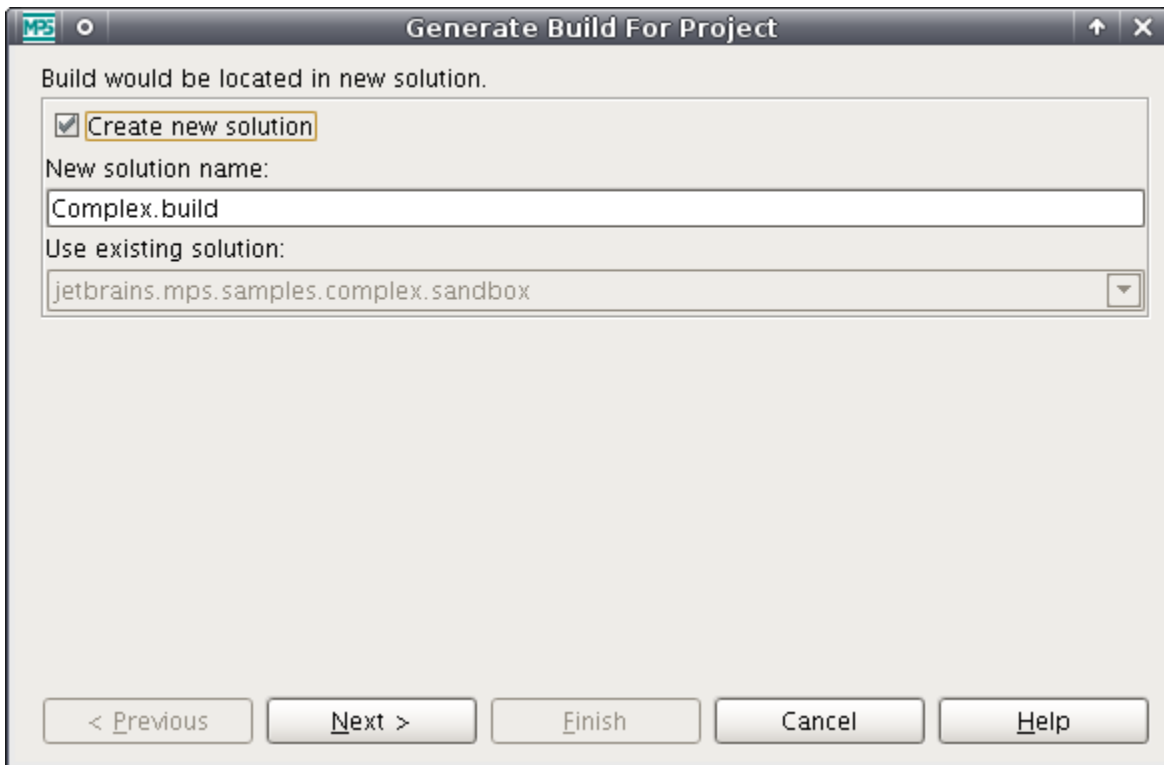 MPS Generate Build For Project
Build would be located in new solution.
Create new solution
New solution name:
Complex.build
Use existing solution:
jetbrains.mps.samples.complex.sandbox
< Previous Next > Finish Cancel Help